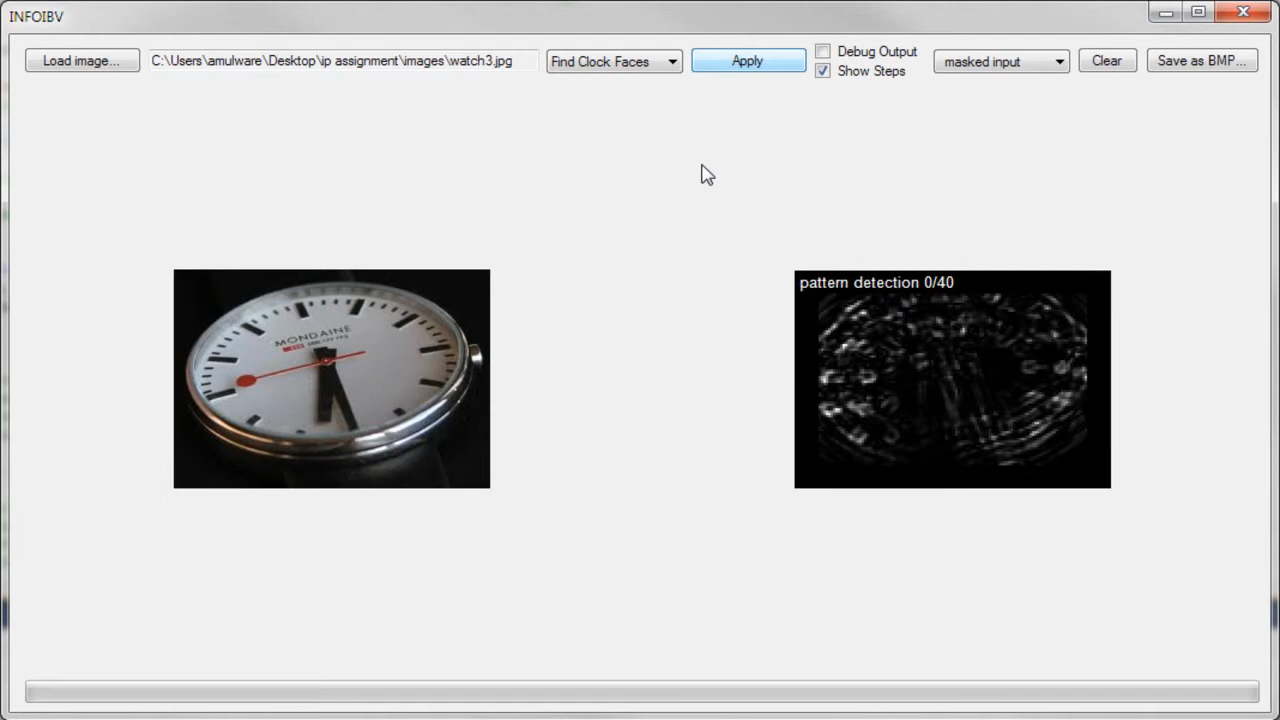 INFOIBV
Load image...
C:\Users\amulware\Desktop\ip assignment\images\watch3.jpg
Find Clock Faces
Apply
Debug Output
Show Steps
masked input
Clear
Save as BMP...
MONDAINE
pattern detection 0/40